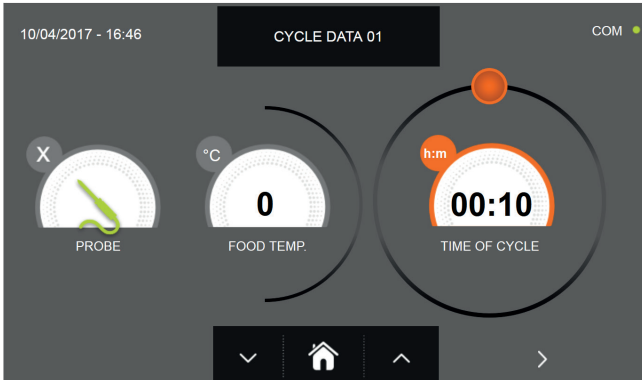 10/04/2017 - 16:46
CYCLE DATA 01
COM
X
°C
h:m
0
00:10
PROBE
FOOD TEMP.
TIME OF CYCLE